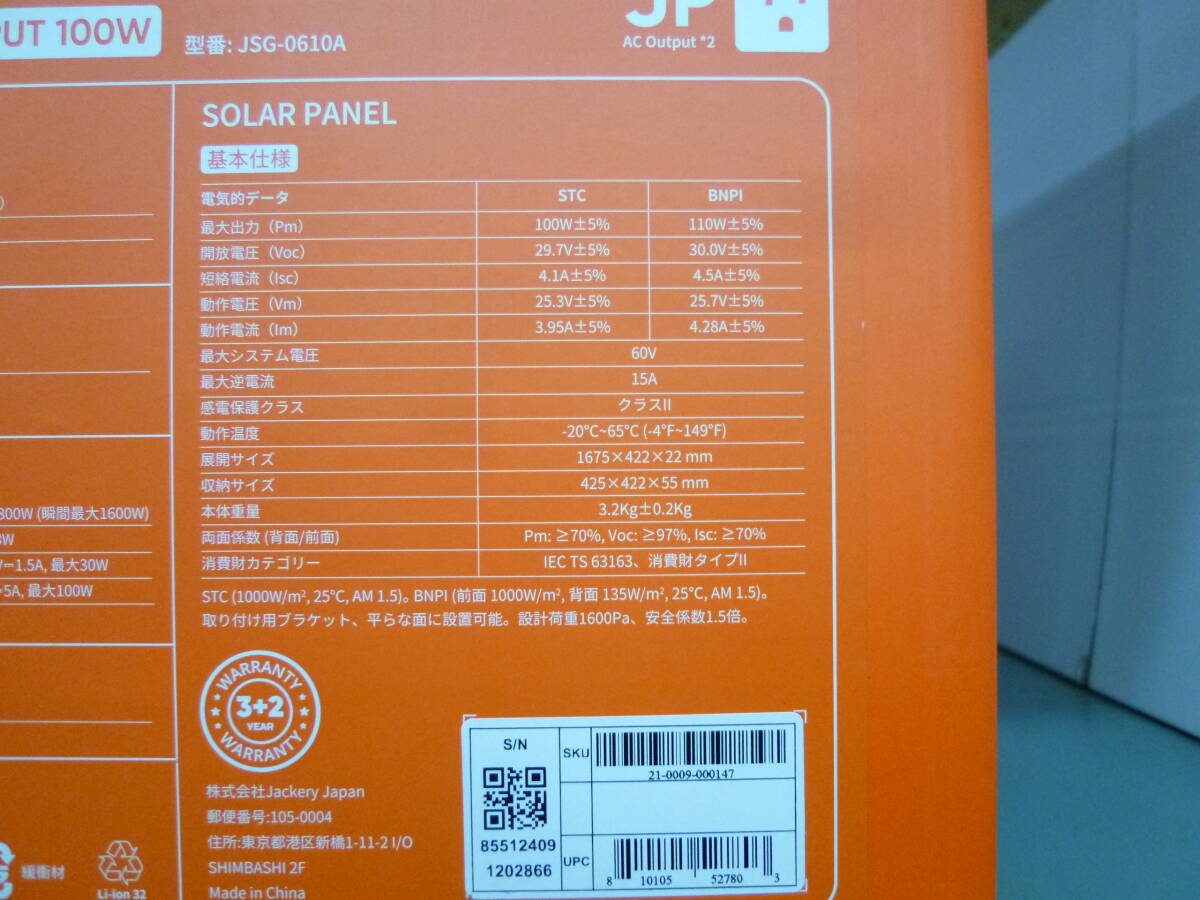 PUT 100W
型番: JSG-0610A
JP
AC Output *2
SOLAR PANEL
基本仕様
電気的データ STC BNPI
最大出力（Pm） 100W±5% 110W±5%
開放電圧（Voc） 29.7V±5% 30.0V±5%
短絡電流（Isc） 4.1A±5% 4.5A±5%
動作電圧（Vm） 25.3V±5% 25.7V±5%
動作電流（Im） 3.95A±5% 4.28A±5%
最大システム電圧 60V
最大逆電流 15A
感電保護クラス クラスII
動作温度 -20°C~65°C (-4°F~149°F)
展開サイズ 1675×422×22 mm
収納サイズ 425×422×55 mm
本体重量 3.2Kg±0.2Kg
両面係数 (背面/前面) Pm: ≥70%, Voc: ≥97%, Isc: ≥70%
消費財カテゴリー IEC TS 63163、消費財タイプII
STC (1000W/m², 25°C, AM 1.5)。BNPI (前面 1000W/m², 背面 135W/m², 25°C, AM 1.5)。
取り付け用ブラケット、平らな面に設置可能。設計荷重1600Pa、安全係数1.5倍。
800W (瞬間最大1600W)
⎓1.5A, 最大30W
5A, 最大100W
WARRANTY
3+2
YEAR
WARRANTY
株式会社Jackery Japan
郵便番号:105-0004
住所:東京都港区新橋1-11-2 I/O
SHIMBASHI 2F
Made in China
緩衝材
Li-ion 32
S/N
85512409
1202866
SKU
21-0009-000147
UPC
8 10105 52780 3